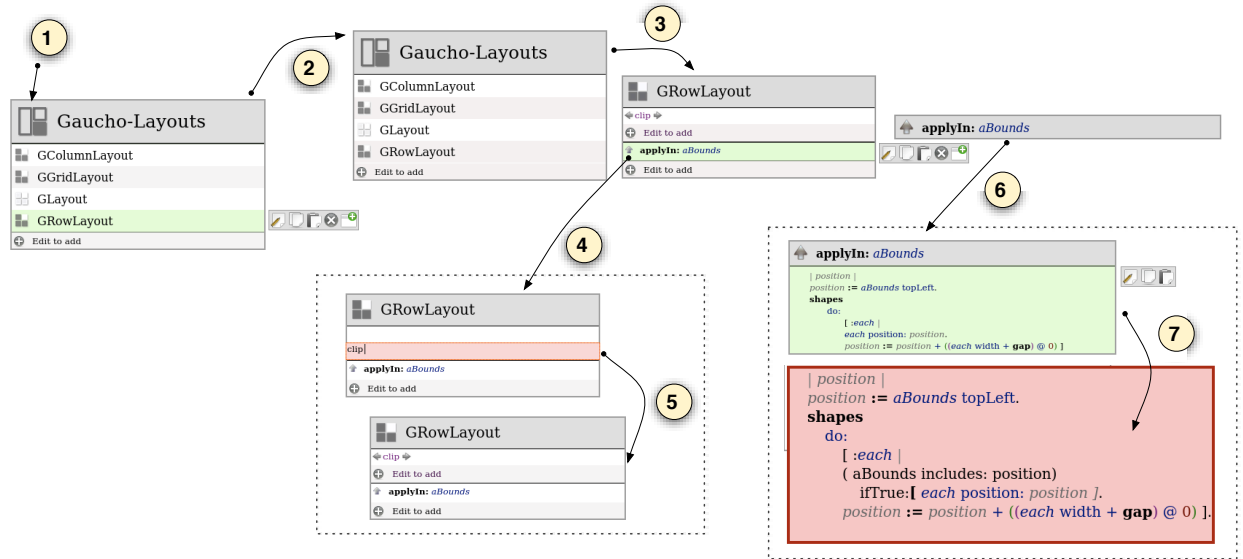 1
Gaucho-Layouts
GColumnLayout
GGridLayout
GLayout
GRowLayout
Edit to add
2
Gaucho-Layouts
GColumnLayout
GGridLayout
GLayout
GRowLayout
Edit to add
3
GRowLayout
clip
Edit to add
applyIn: aBounds
Edit to add
4
GRowLayout
clip
applyIn: aBounds
Edit to add
5
GRowLayout
clip
Edit to add
applyIn: aBounds
Edit to add
applyIn: aBounds
6
applyIn: aBounds
| position |
position := aBounds topLeft.
shapes
do:
[ :each |
each position: position.
position := position + ((each width + gap) @ 0) ]
7
| position |
position := aBounds topLeft.
shapes
do:
[ :each |
( aBounds includes: position)
ifTrue:[ each position: position ].
position := position + ((each width + gap) @ 0) ].